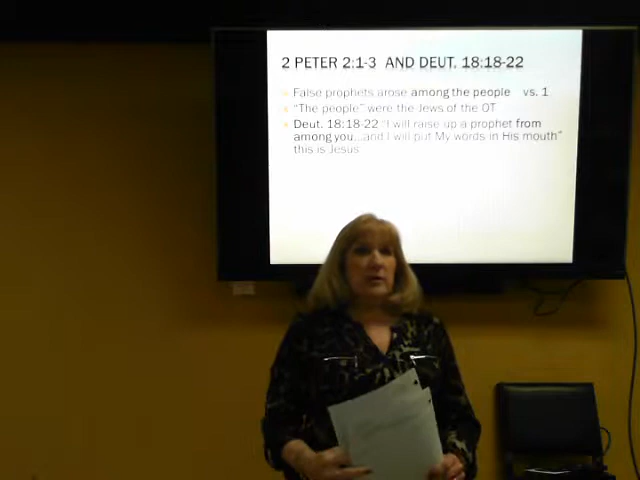 2 PETER 2:1-3 AND DEUT. 18:18-22
False prophets arose among the people vs. 1
"The people" were the Jews of the OT
Deut. 18:18-22 "I will raise up a prophet from
among you...and I will put My words in His mouth"
this is Jesus